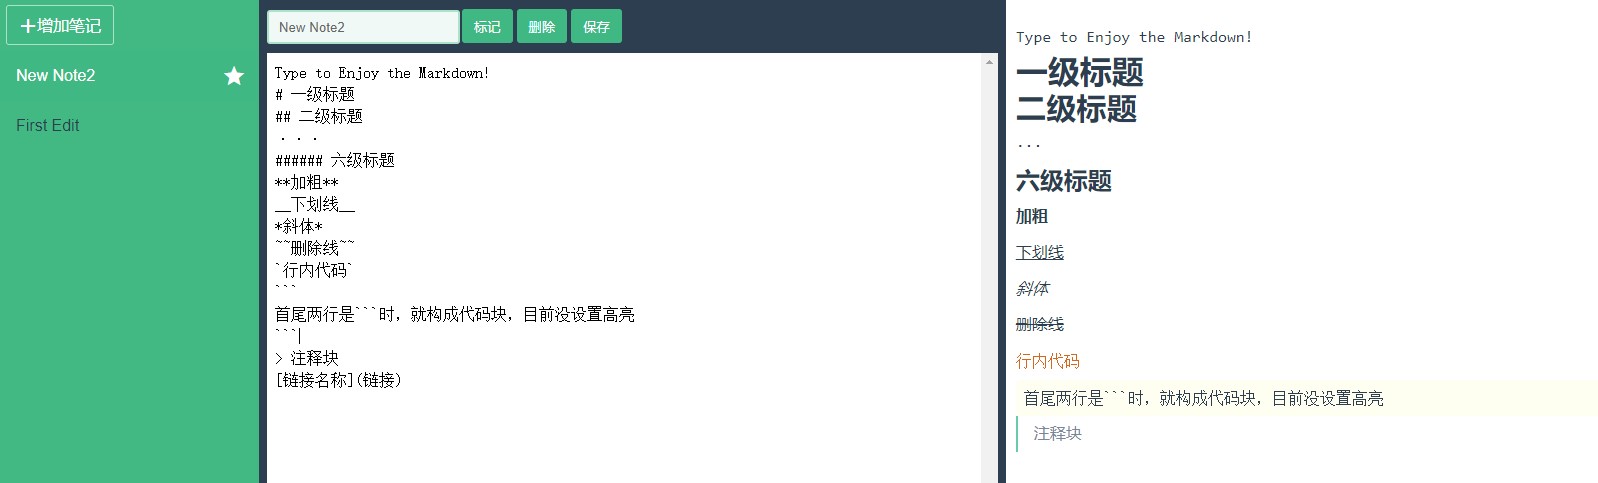 +增加笔记
New Note2
First Edit
New Note2
标记
删除
保存
Type to Enjoy the Markdown!
# 一级标题
## 二级标题
...
###### 六级标题
**加粗**
__下划线__
*斜体*
~~删除线~~
`行内代码`
```
首尾两行是```时，就构成代码块，目前没设置高亮
```
> 注释块
[链接名称](链接)
Type to Enjoy the Markdown!
一级标题
二级标题
...
六级标题
加粗
下划线
斜体
删除线
行内代码
首尾两行是```时，就构成代码块，目前没设置高亮
注释块